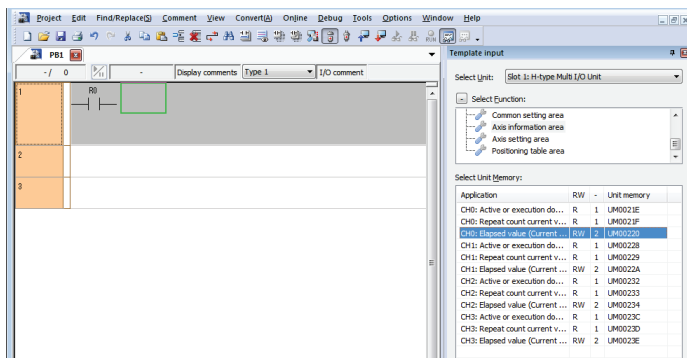 Project Edit Find/Replace(S) Comment View Convert(A) Online Debug Tools Options Window Help
PB1
Template input
- / 0 - Display comments Type 1 I/O comment
Select Unit: Slot 1: H-type Multi I/O Unit
Select Function:
Common setting area
Axis information area
Axis setting area
Positioning table area
1 R0
2
3
Select Unit Memory:
Application RW - Unit memory
CH0: Active or execution do... R 1 UM0021E
CH0: Repeat count current v... R 1 UM0021F
CH0: Elapsed value (Current ... RW 2 UM00220
CH1: Active or execution do... R 1 UM00228
CH1: Repeat count current v... R 1 UM00229
CH1: Elapsed value (Current ... RW 2 UM0022A
CH2: Active or execution do... R 1 UM00232
CH2: Repeat count current v... R 1 UM00233
CH2: Elapsed value (Current ... RW 2 UM00234
CH3: Active or execution do... R 1 UM0023C
CH3: Repeat count current v... R 1 UM0023D
CH3: Elapsed value (Current ... RW 2 UM0023E